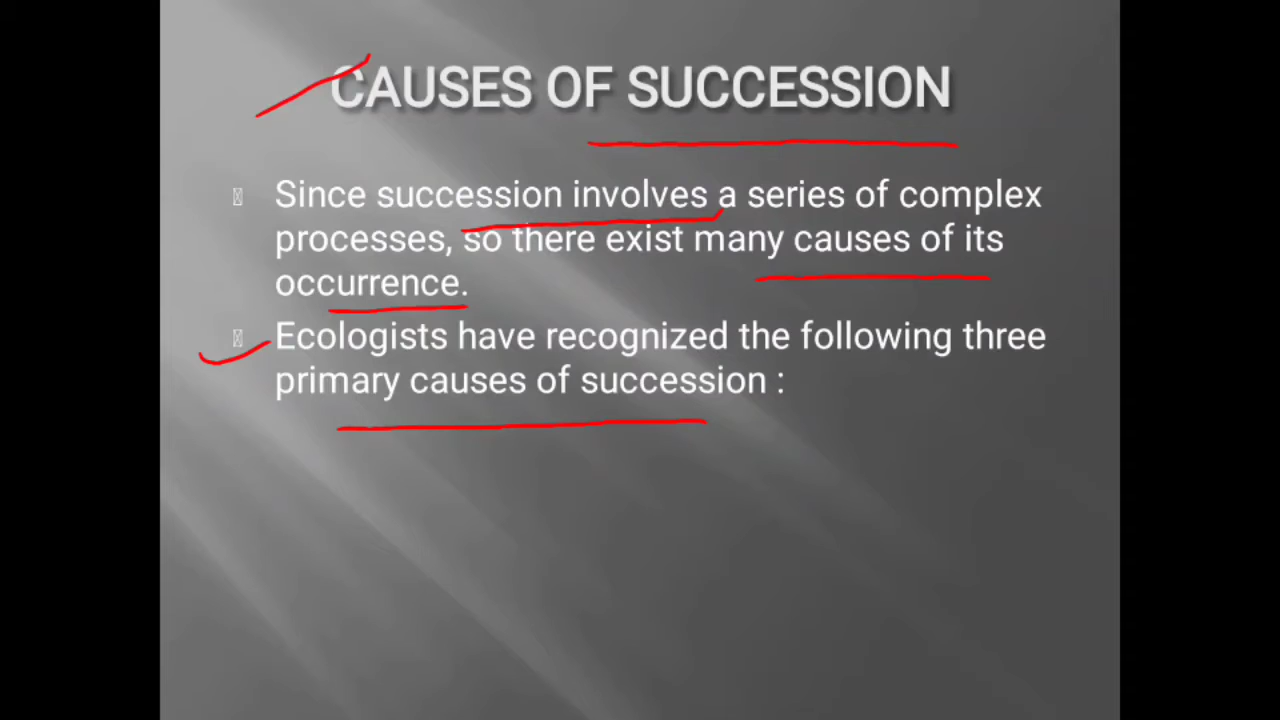 CAUSES OF SUCCESSION
Since succession involves a series of complex
processes, so there exist many causes of its
occurrence.
Ecologists have recognized the following three
primary causes of succession :